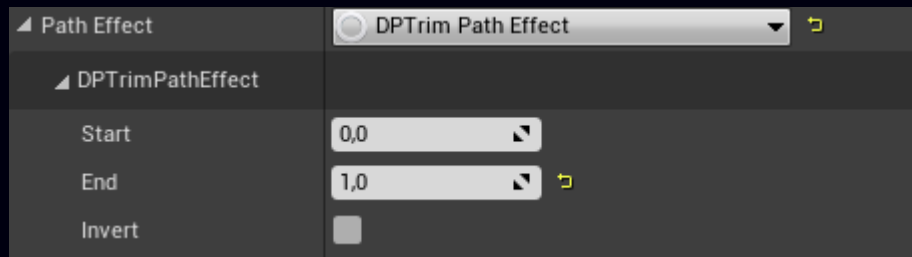 Path Effect DPTrim Path Effect
DPTrimPathEffect
Start 0,0
End 1,0
Invert